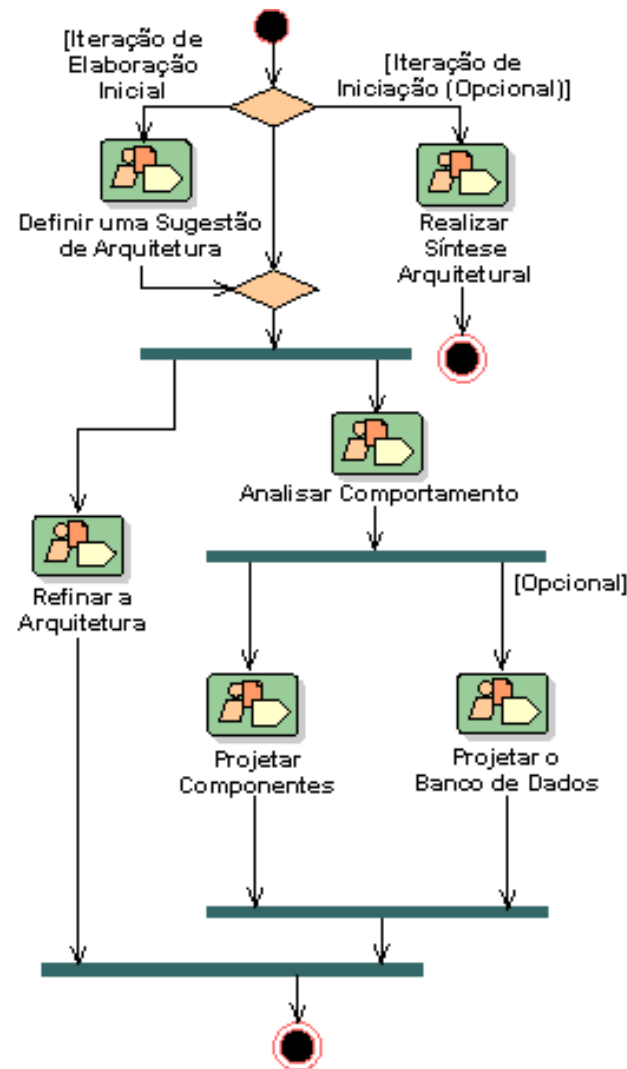 [Iteração de
Elaboração
Inicial
[Iteração de
Iniciação (Opcional)]
Definir uma Sugestão
de Arquitetura
Realizar
Síntese
Arquitetural
Analisar Comportamento
[Opcional]
Refinar a
Arquitetura
Projetar
Componentes
Projetar o
Banco de Dados